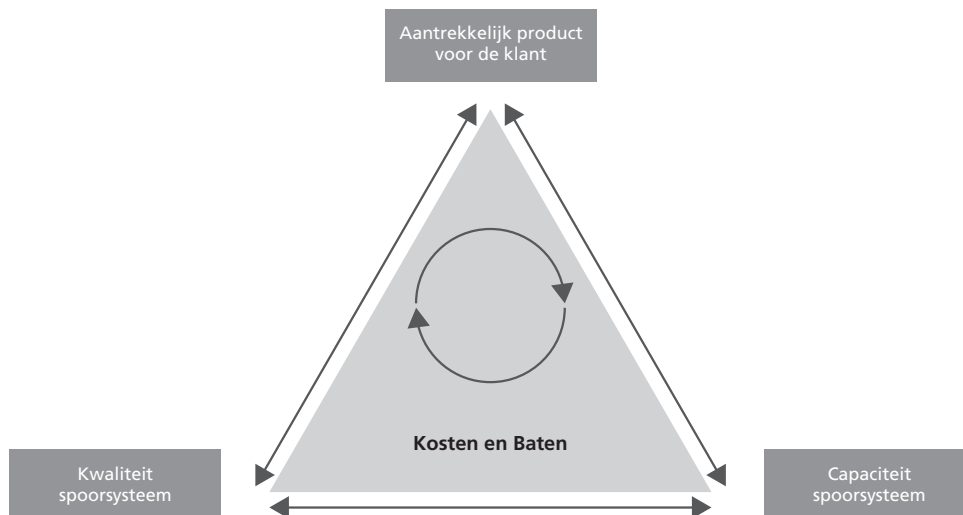 Aantrekkelijk product
voor de klant
Kosten en Baten
Kwaliteit
spoorsysteem
Capaciteit
spoorsysteem